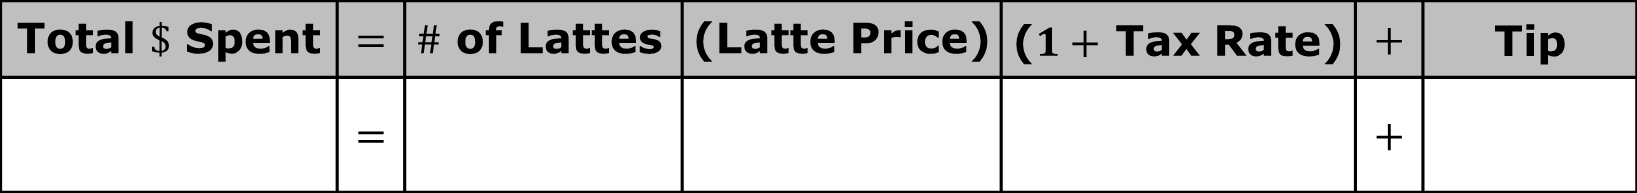 Total $ Spent = # of Lattes (Latte Price) (1 + Tax Rate) + Tip
= +